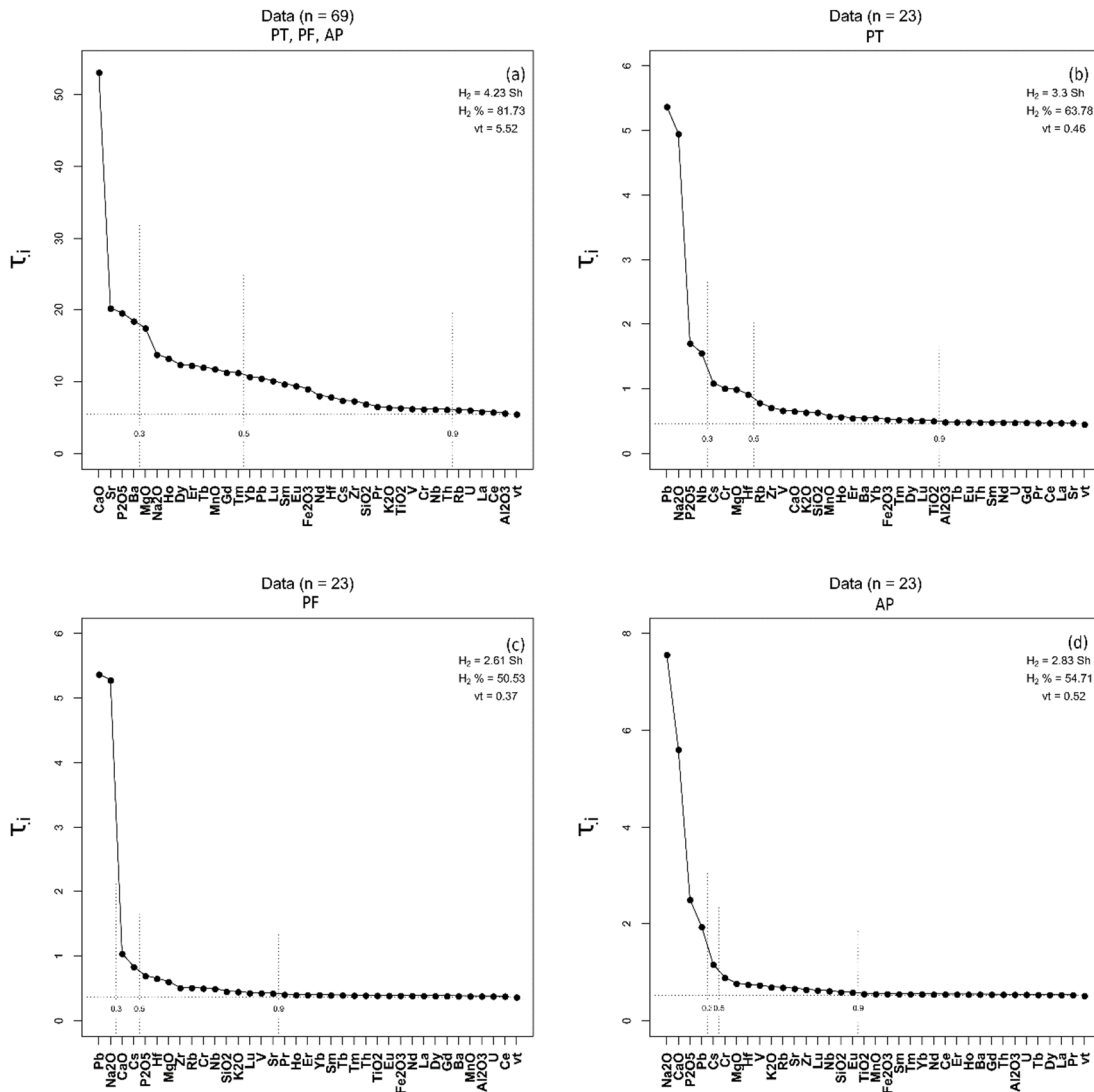 Data (n = 69)
PT, PF, AP
(a)
H₂ = 4.23 Sh
H₂ % = 81.73
vt = 5.52
τ.i
50
40
30
20
10
0
0.3
0.5
0.9
CaO Sr P2O5 Ba MgO Na2O Ho Dy Er Tb MnO Gd Tm Yb Pb Lu Sm Eu Fe2O3 Nd Hf Cs Zr SiO2 Pr K2O TiO2 V Cr Nb Th Rb U La Ce Al2O3 vt
Data (n = 23)
PT
(b)
H₂ = 3.3 Sh
H₂ % = 63.78
vt = 0.46
τ.i
6
5
4
3
2
1
0
0.3
0.5
0.9
Pb Na2O P2O5 Nb Cs Cr MgO Hf Rb Zr V CaO K2O SiO2 MnO Ho Er Ba Yb Fe2O3 Tm Dy Lu TiO2 Al2O3 Tb Eu Th Sm Nd U Gd Pr Ce La Sr vt
Data (n = 23)
PF
(c)
H₂ = 2.61 Sh
H₂ % = 50.53
vt = 0.37
τ.i
6
5
4
3
2
1
0
0.3
0.5
0.9
Pb Na2O CaO Cs P2O5 Hf MgO Zr Rb Cr Nb SiO2 K2O Lu V Sr Pr Ho Er Yb Sm Tb Tm Th TiO2 Eu Fe2O3 Nd La Dy Gd Ba MnO Al2O3 U Ce vt
Data (n = 23)
AP
(d)
H₂ = 2.83 Sh
H₂ % = 54.71
vt = 0.52
τ.i
8
6
4
2
0
0.3
0.5
0.9
Na2O CaO P2O5 Pb Cs Cr MgO Hf V K2O Rb Sr Zr Lu Nb SiO2 Eu TiO2 MnO Fe2O3 Sm Tm Yb Nd Ce Er Ho Ba Gd Th Al2O3 U Tb Dy La Pr vt